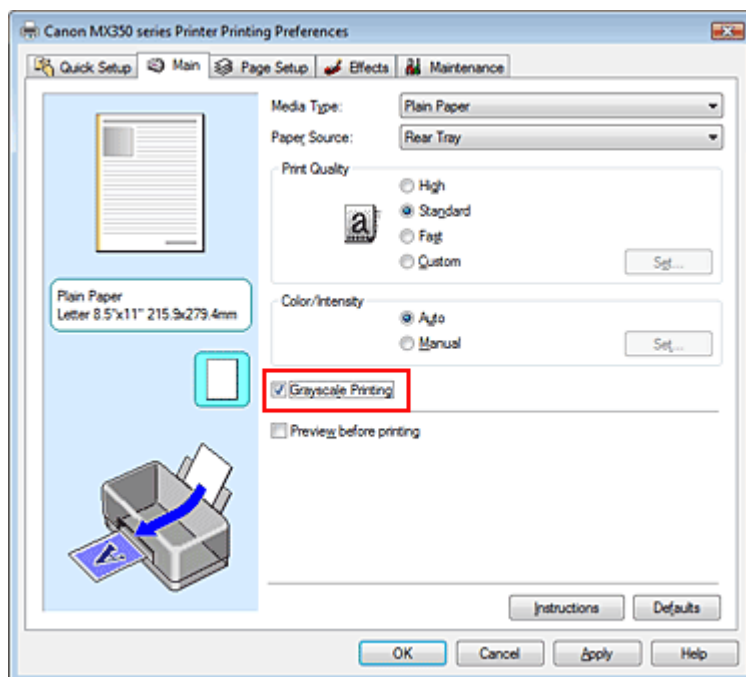 Canon MX350 series Printer Printing Preferences
Quick Setup Main Page Setup Effects Maintenance
Media Type: Plain Paper
Paper Source: Rear Tray
Print Quality
High
Standard
Fast
Custom Set...
Plain Paper
Letter 8.5"x11" 215.9x279.4mm
Color/Intensity
Auto
Manual Set...
Grayscale Printing
Preview before printing
Instructions Defaults
OK Cancel Apply Help